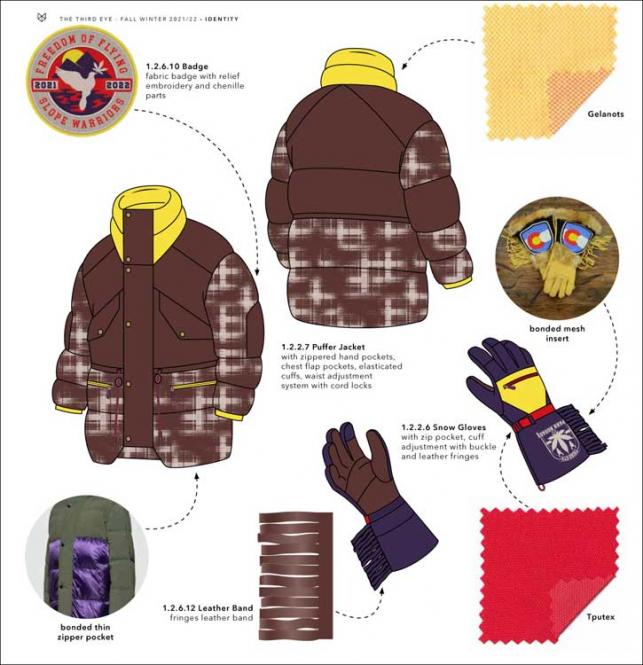 THE THIRD EYE - FALL WINTER 2021/22 - IDENTITY
FREEDOM OF FLYING
2021 2022
SLOPE WARRIORS
1.2.6.10 Badge
fabric badge with relief
embroidery and chenille
parts
Gelanots
bonded mesh
insert
1.2.2.7 Puffer Jacket
with zippered hand pockets,
chest flap pockets, elasticated
cuffs, waist adjustment
system with cord locks
1.2.2.6 Snow Gloves
with zip pocket, cuff
adjustment with buckle
and leather fringes
1.2.6.12 Leather Band
fringes leather band
bonded thin
zipper pocket
Tputex